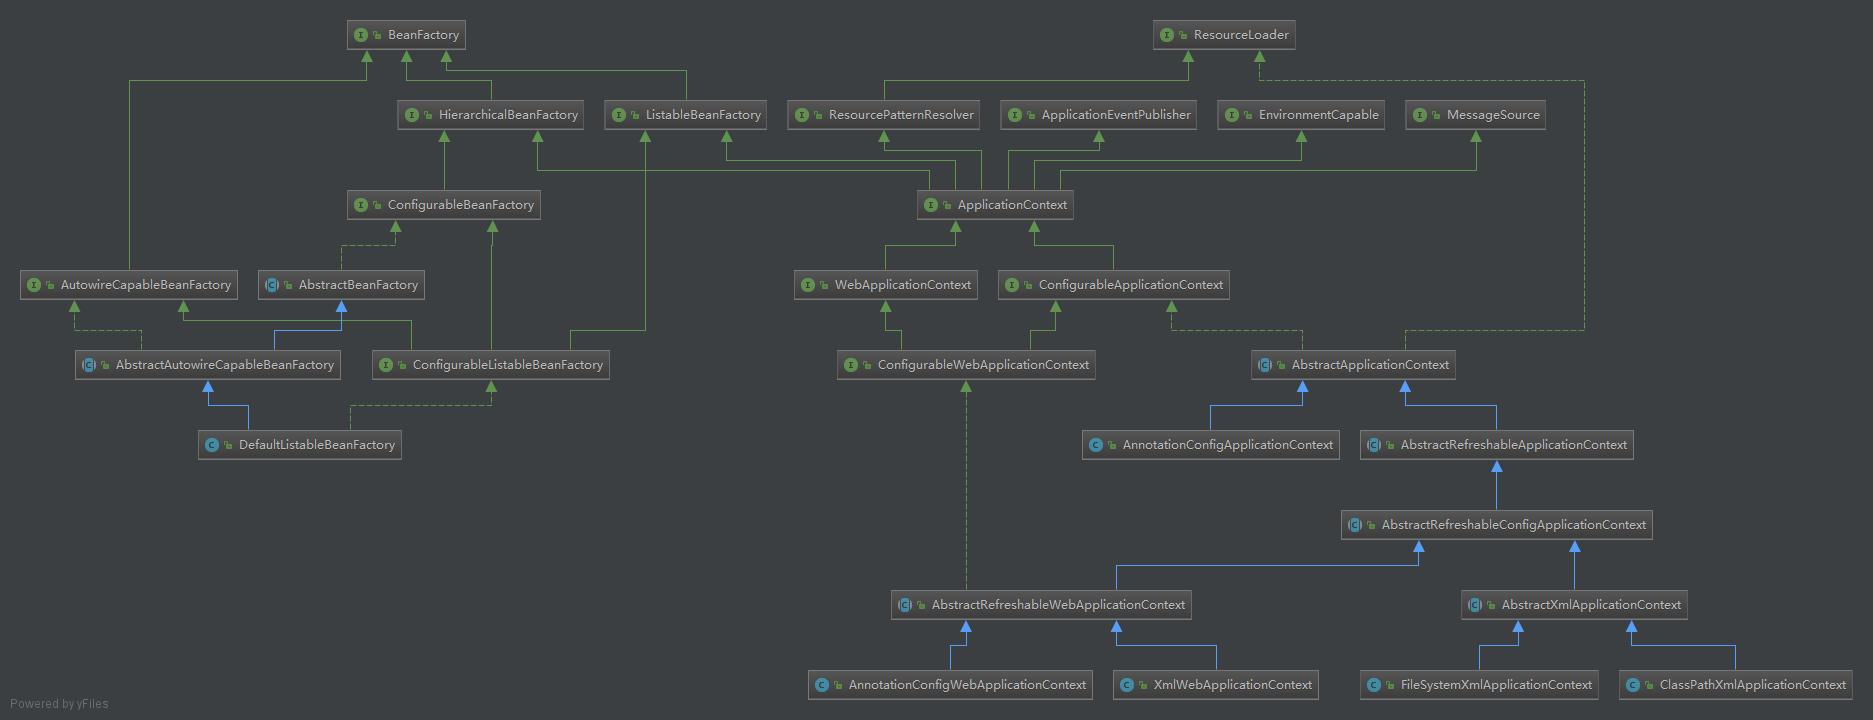 BeanFactory
ResourceLoader
HierarchicalBeanFactory
ListableBeanFactory
ResourcePatternResolver
ApplicationEventPublisher
EnvironmentCapable
MessageSource
ConfigurableBeanFactory
ApplicationContext
AutowireCapableBeanFactory
AbstractBeanFactory
WebApplicationContext
ConfigurableApplicationContext
AbstractAutowireCapableBeanFactory
ConfigurableListableBeanFactory
ConfigurableWebApplicationContext
AbstractApplicationContext
DefaultListableBeanFactory
AnnotationConfigApplicationContext
AbstractRefreshableApplicationContext
AbstractRefreshableConfigApplicationContext
AbstractRefreshableWebApplicationContext
AbstractXmlApplicationContext
AnnotationConfigWebApplicationContext
XmlWebApplicationContext
FileSystemXmlApplicationContext
ClassPathXmlApplicationContext
Powered by yFiles